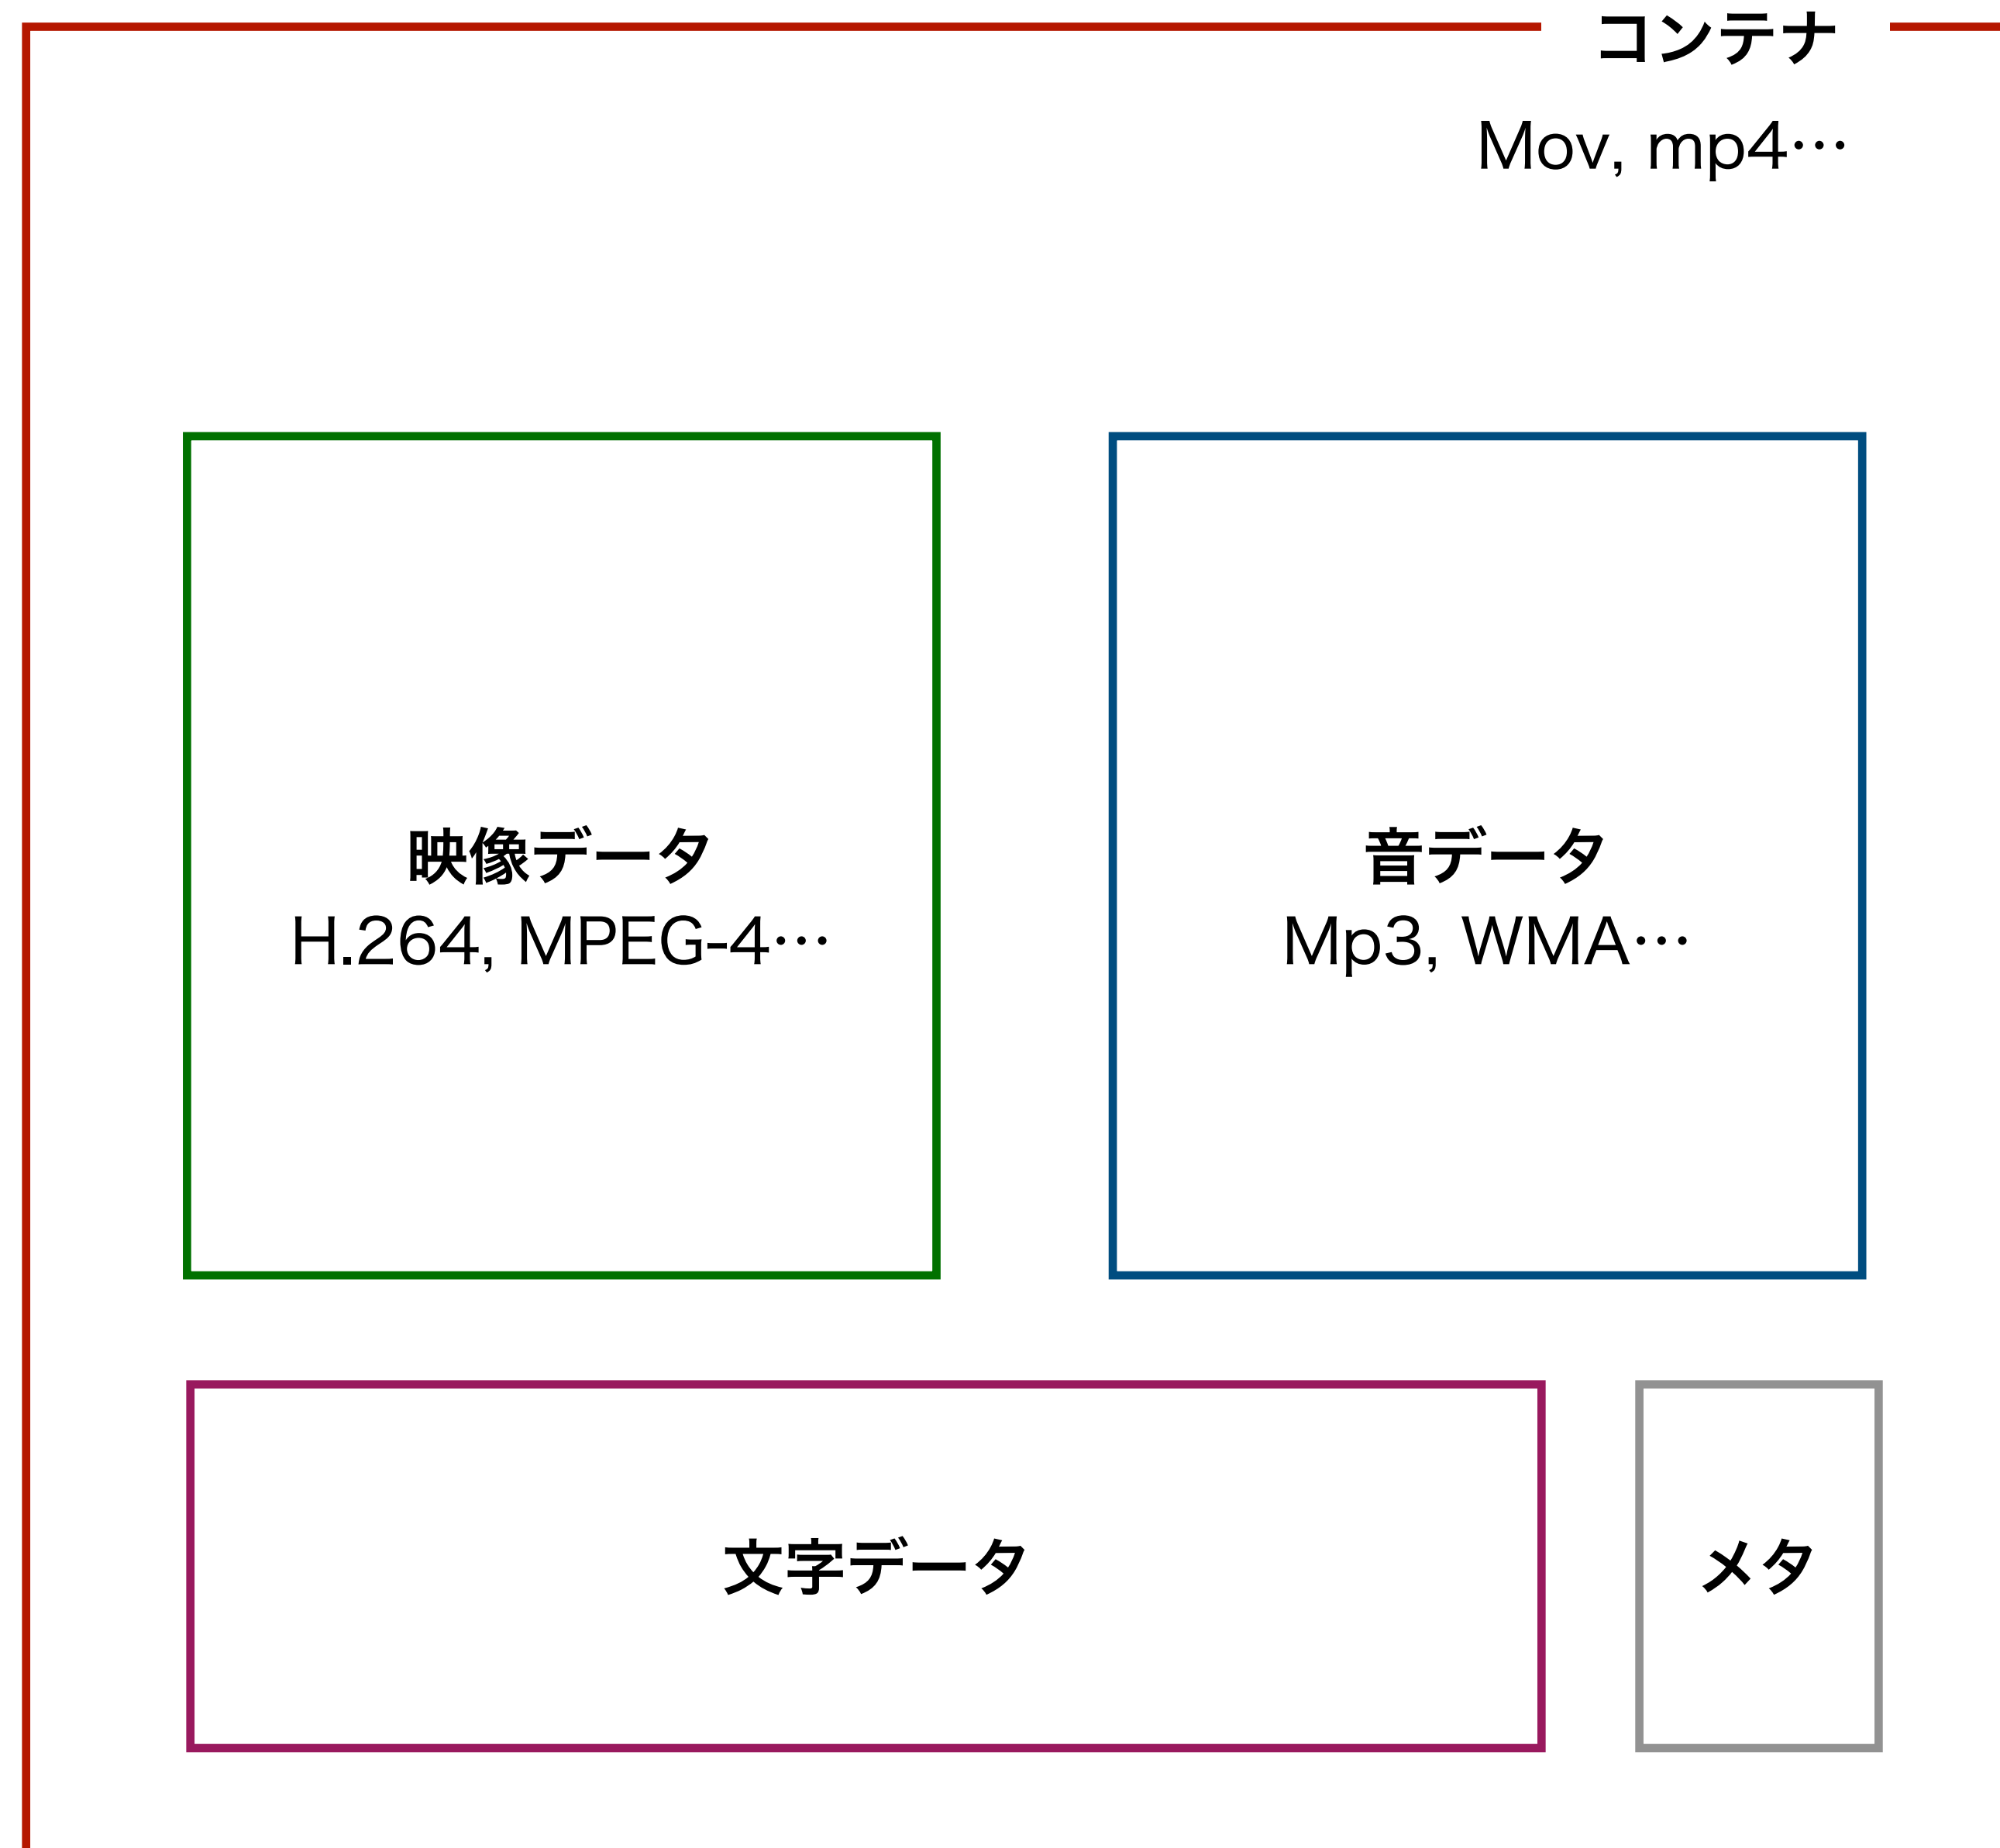 コンテナ
Mov, mp4…
映像データ
H.264, MPEG-4…
音データ
Mp3, WMA…
文字データ
メタ